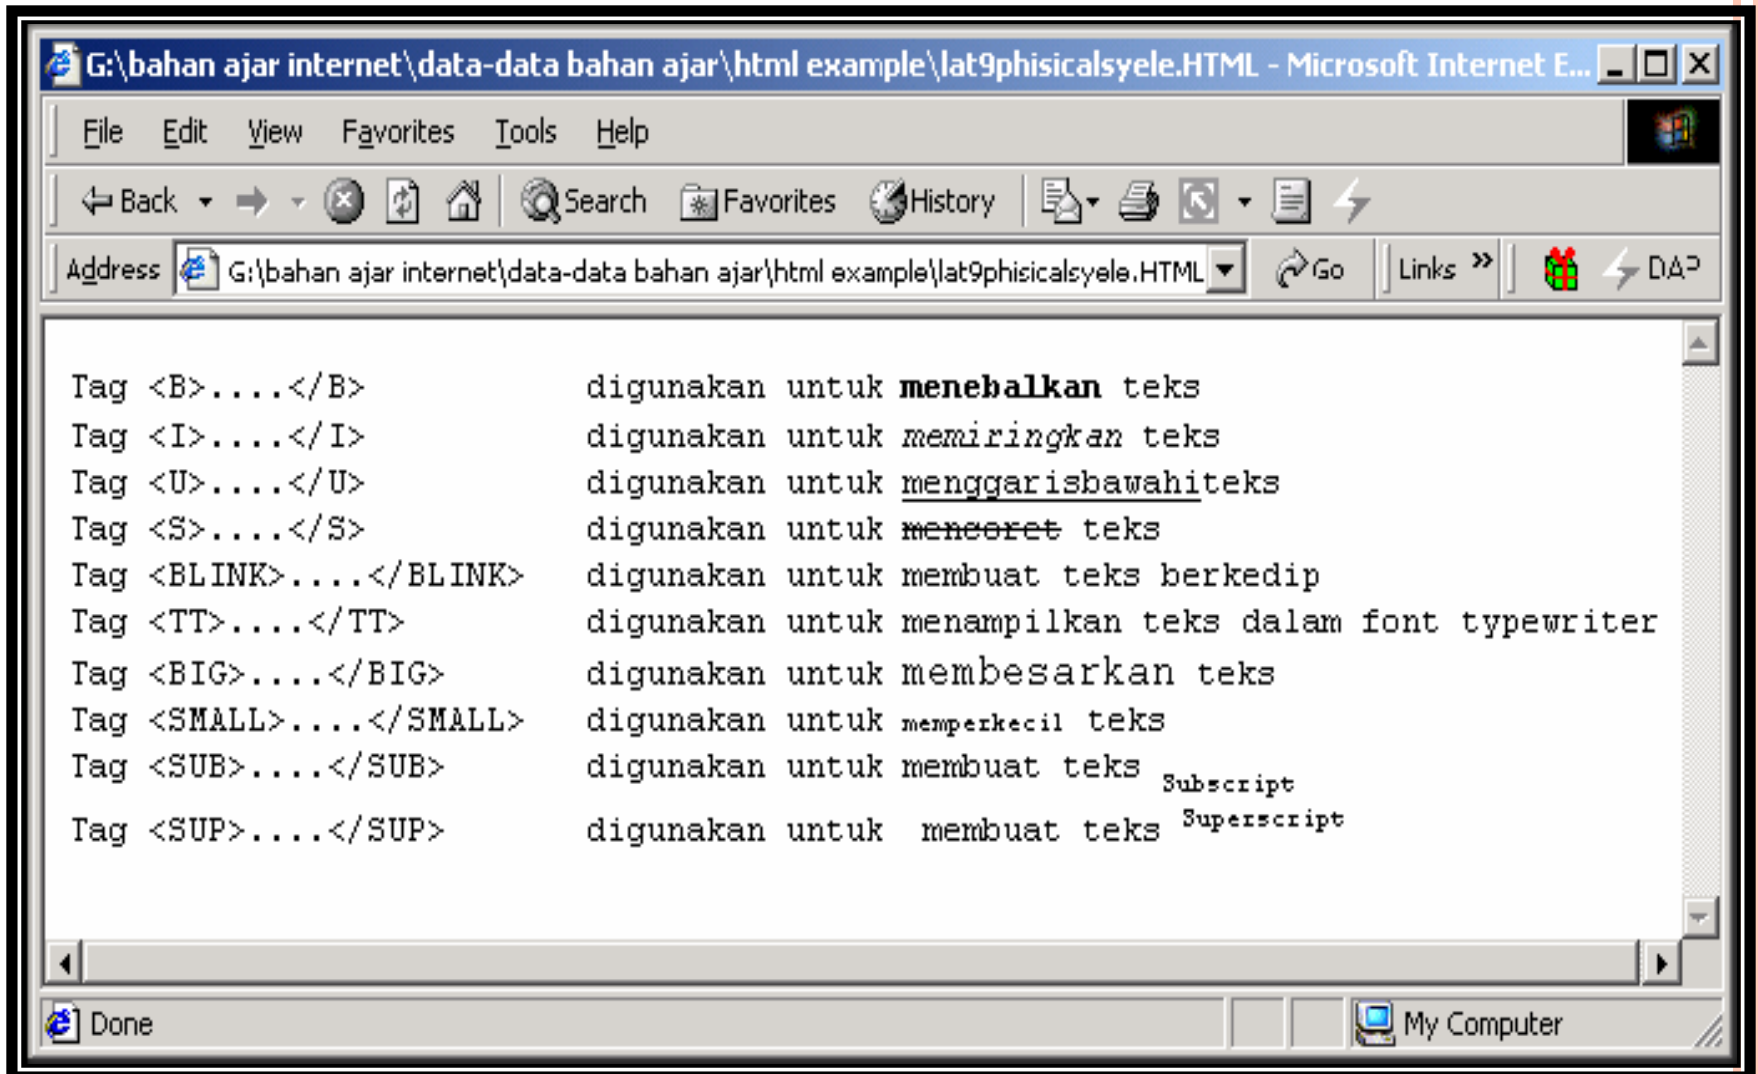 G:\bahan ajar internet\data-data bahan ajar\html example\lat9phisicalsyele.HTML - Microsoft Internet E...
File Edit View Favorites Tools Help
Back Search Favorites History
Address G:\bahan ajar internet\data-data bahan ajar\html example\lat9phisicalsyele.HTML Go Links » DAP
Tag <B>....</B> digunakan untuk menebalkan teks
Tag <I>....</I> digunakan untuk memiringkan teks
Tag <U>....</U> digunakan untuk menggarisbawahiteks
Tag <S>....</S> digunakan untuk mencoret teks
Tag <BLINK>....</BLINK> digunakan untuk membuat teks berkedip
Tag <TT>....</TT> digunakan untuk menampilkan teks dalam font typewriter
Tag <BIG>....</BIG> digunakan untuk membesarkan teks
Tag <SMALL>....</SMALL> digunakan untuk memperkecil teks
Tag <SUB>....</SUB> digunakan untuk membuat teks Subscript
Tag <SUP>....</SUP> digunakan untuk membuat teks Superscript
Done My Computer